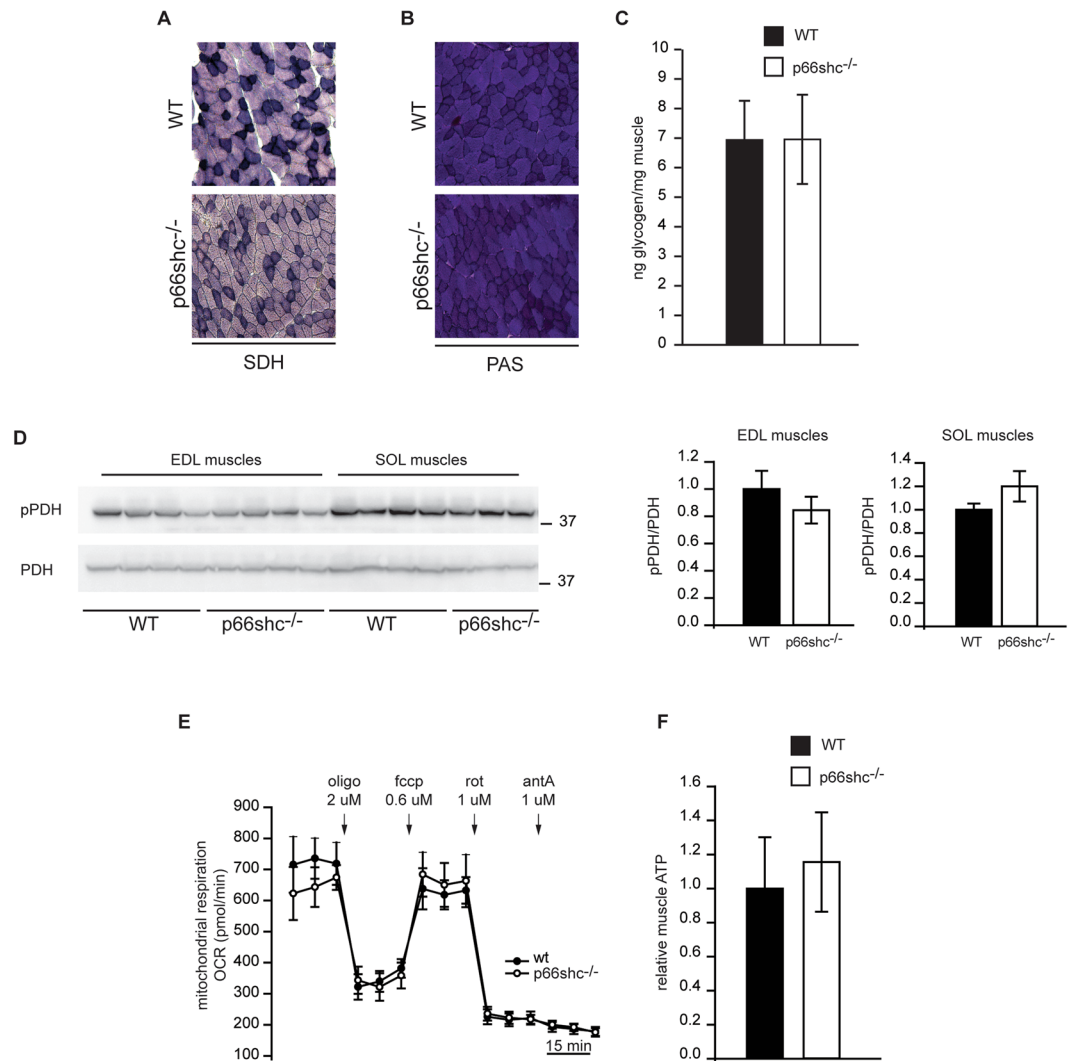 A
B
C
WT
p66shc-/-
SDH
WT
p66shc-/-
PAS
WT
p66shc-/-
ng glycogen/mg muscle
10
9
8
7
6
5
4
3
2
1
0
D
EDL muscles
SOL muscles
pPDH
37
PDH
37
WT
p66shc-/-
WT
p66shc-/-
EDL muscles
pPDH/PDH
1.2
1.0
0.8
0.6
0.4
0.2
0.0
WT
p66shc-/-
SOL muscles
pPDH/PDH
1.4
1.2
1.0
0.8
0.6
0.4
0.2
0.0
WT
p66shc-/-
E
oligo
2 uM
fccp
0.6 uM
rot
1 uM
antA
1 uM
mitochondrial respiration
OCR (pmol/min)
900
800
700
600
500
400
300
200
100
wt
p66shc-/-
15 min
F
WT
p66shc-/-
relative muscle ATP
1.6
1.4
1.2
1.0
0.8
0.6
0.4
0.2
0.0